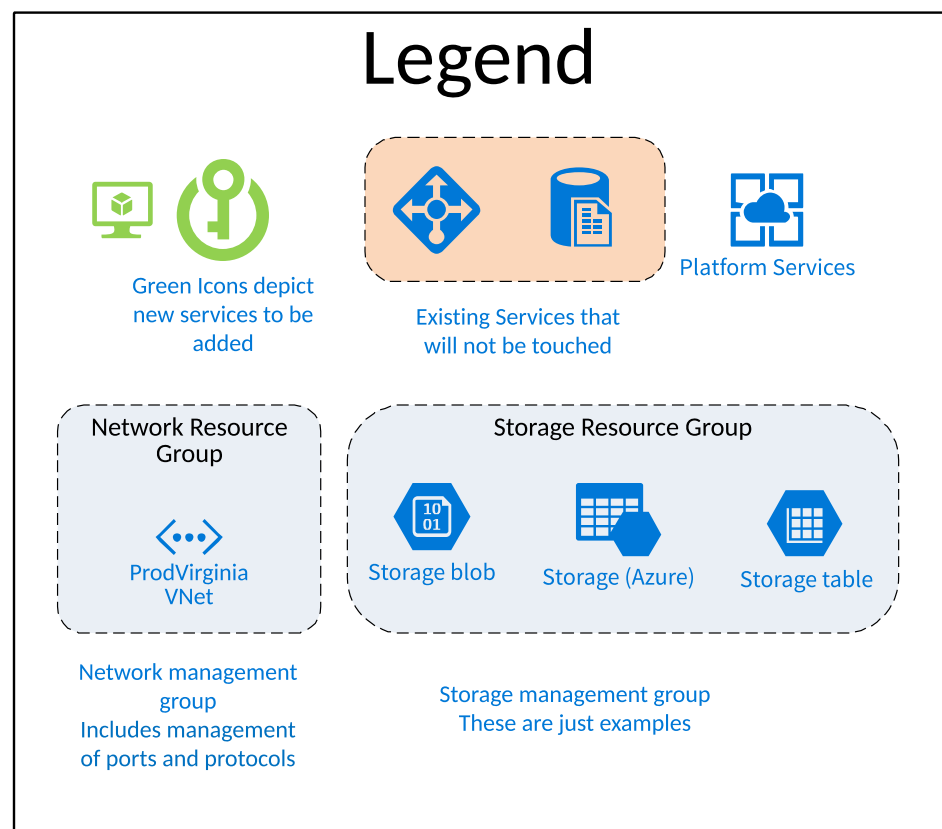 Legend
Green Icons depict
new services to be
added
Existing Services that
will not be touched
Platform Services
Network Resource
Group
ProdVirginia
VNet
Storage Resource Group
10
01
Storage blob
Storage (Azure)
Storage table
Network management
group
Includes management
of ports and protocols
Storage management group
These are just examples